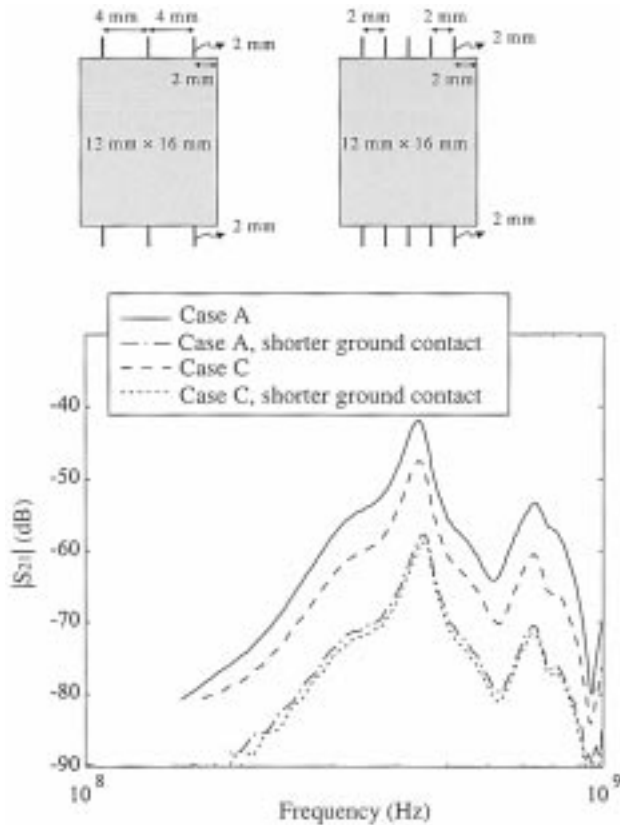 4 mm 4 mm
2 mm
2 mm
12 mm × 16 mm
2 mm
2 mm 2 mm
2 mm
2 mm
12 mm × 16 mm
2 mm
Case A
Case A, shorter ground contact
Case C
Case C, shorter ground contact
|S21| (dB)
-40
-50
-60
-70
-80
-90
10^8
10^9
Frequency (Hz)